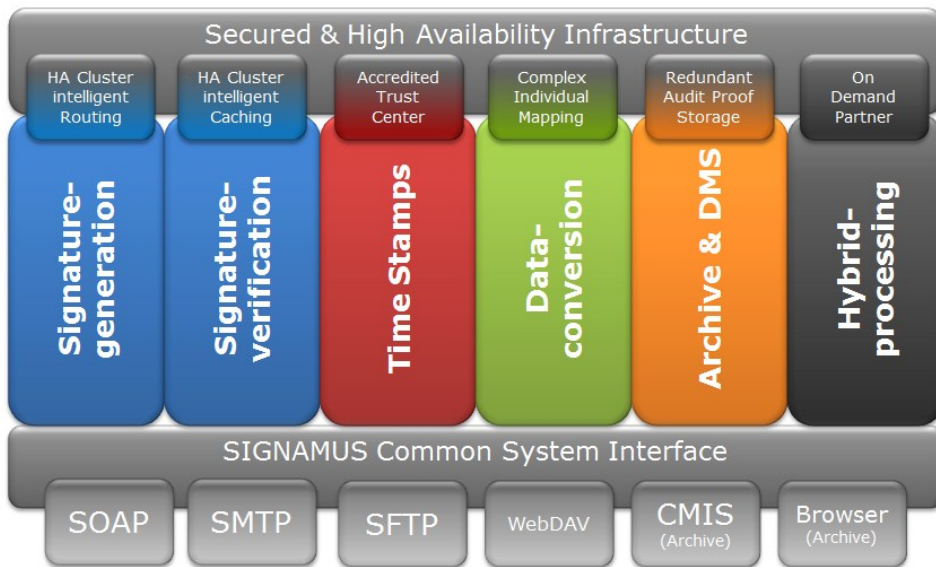 Secured & High Availability Infrastructure
HA Cluster
intelligent
Routing
HA Cluster
intelligent
Caching
Accredited
Trust
Center
Complex
Individual
Mapping
Redundant
Audit Proof
Storage
On
Demand
Partner
Signature-
generation
Signature-
verification
Time Stamps
Data-
conversion
Archive & DMS
Hybrid-
processing
SIGNAMUS Common System Interface
SOAP
SMTP
SFTP
WebDAV
CMIS
(Archive)
Browser
(Archive)